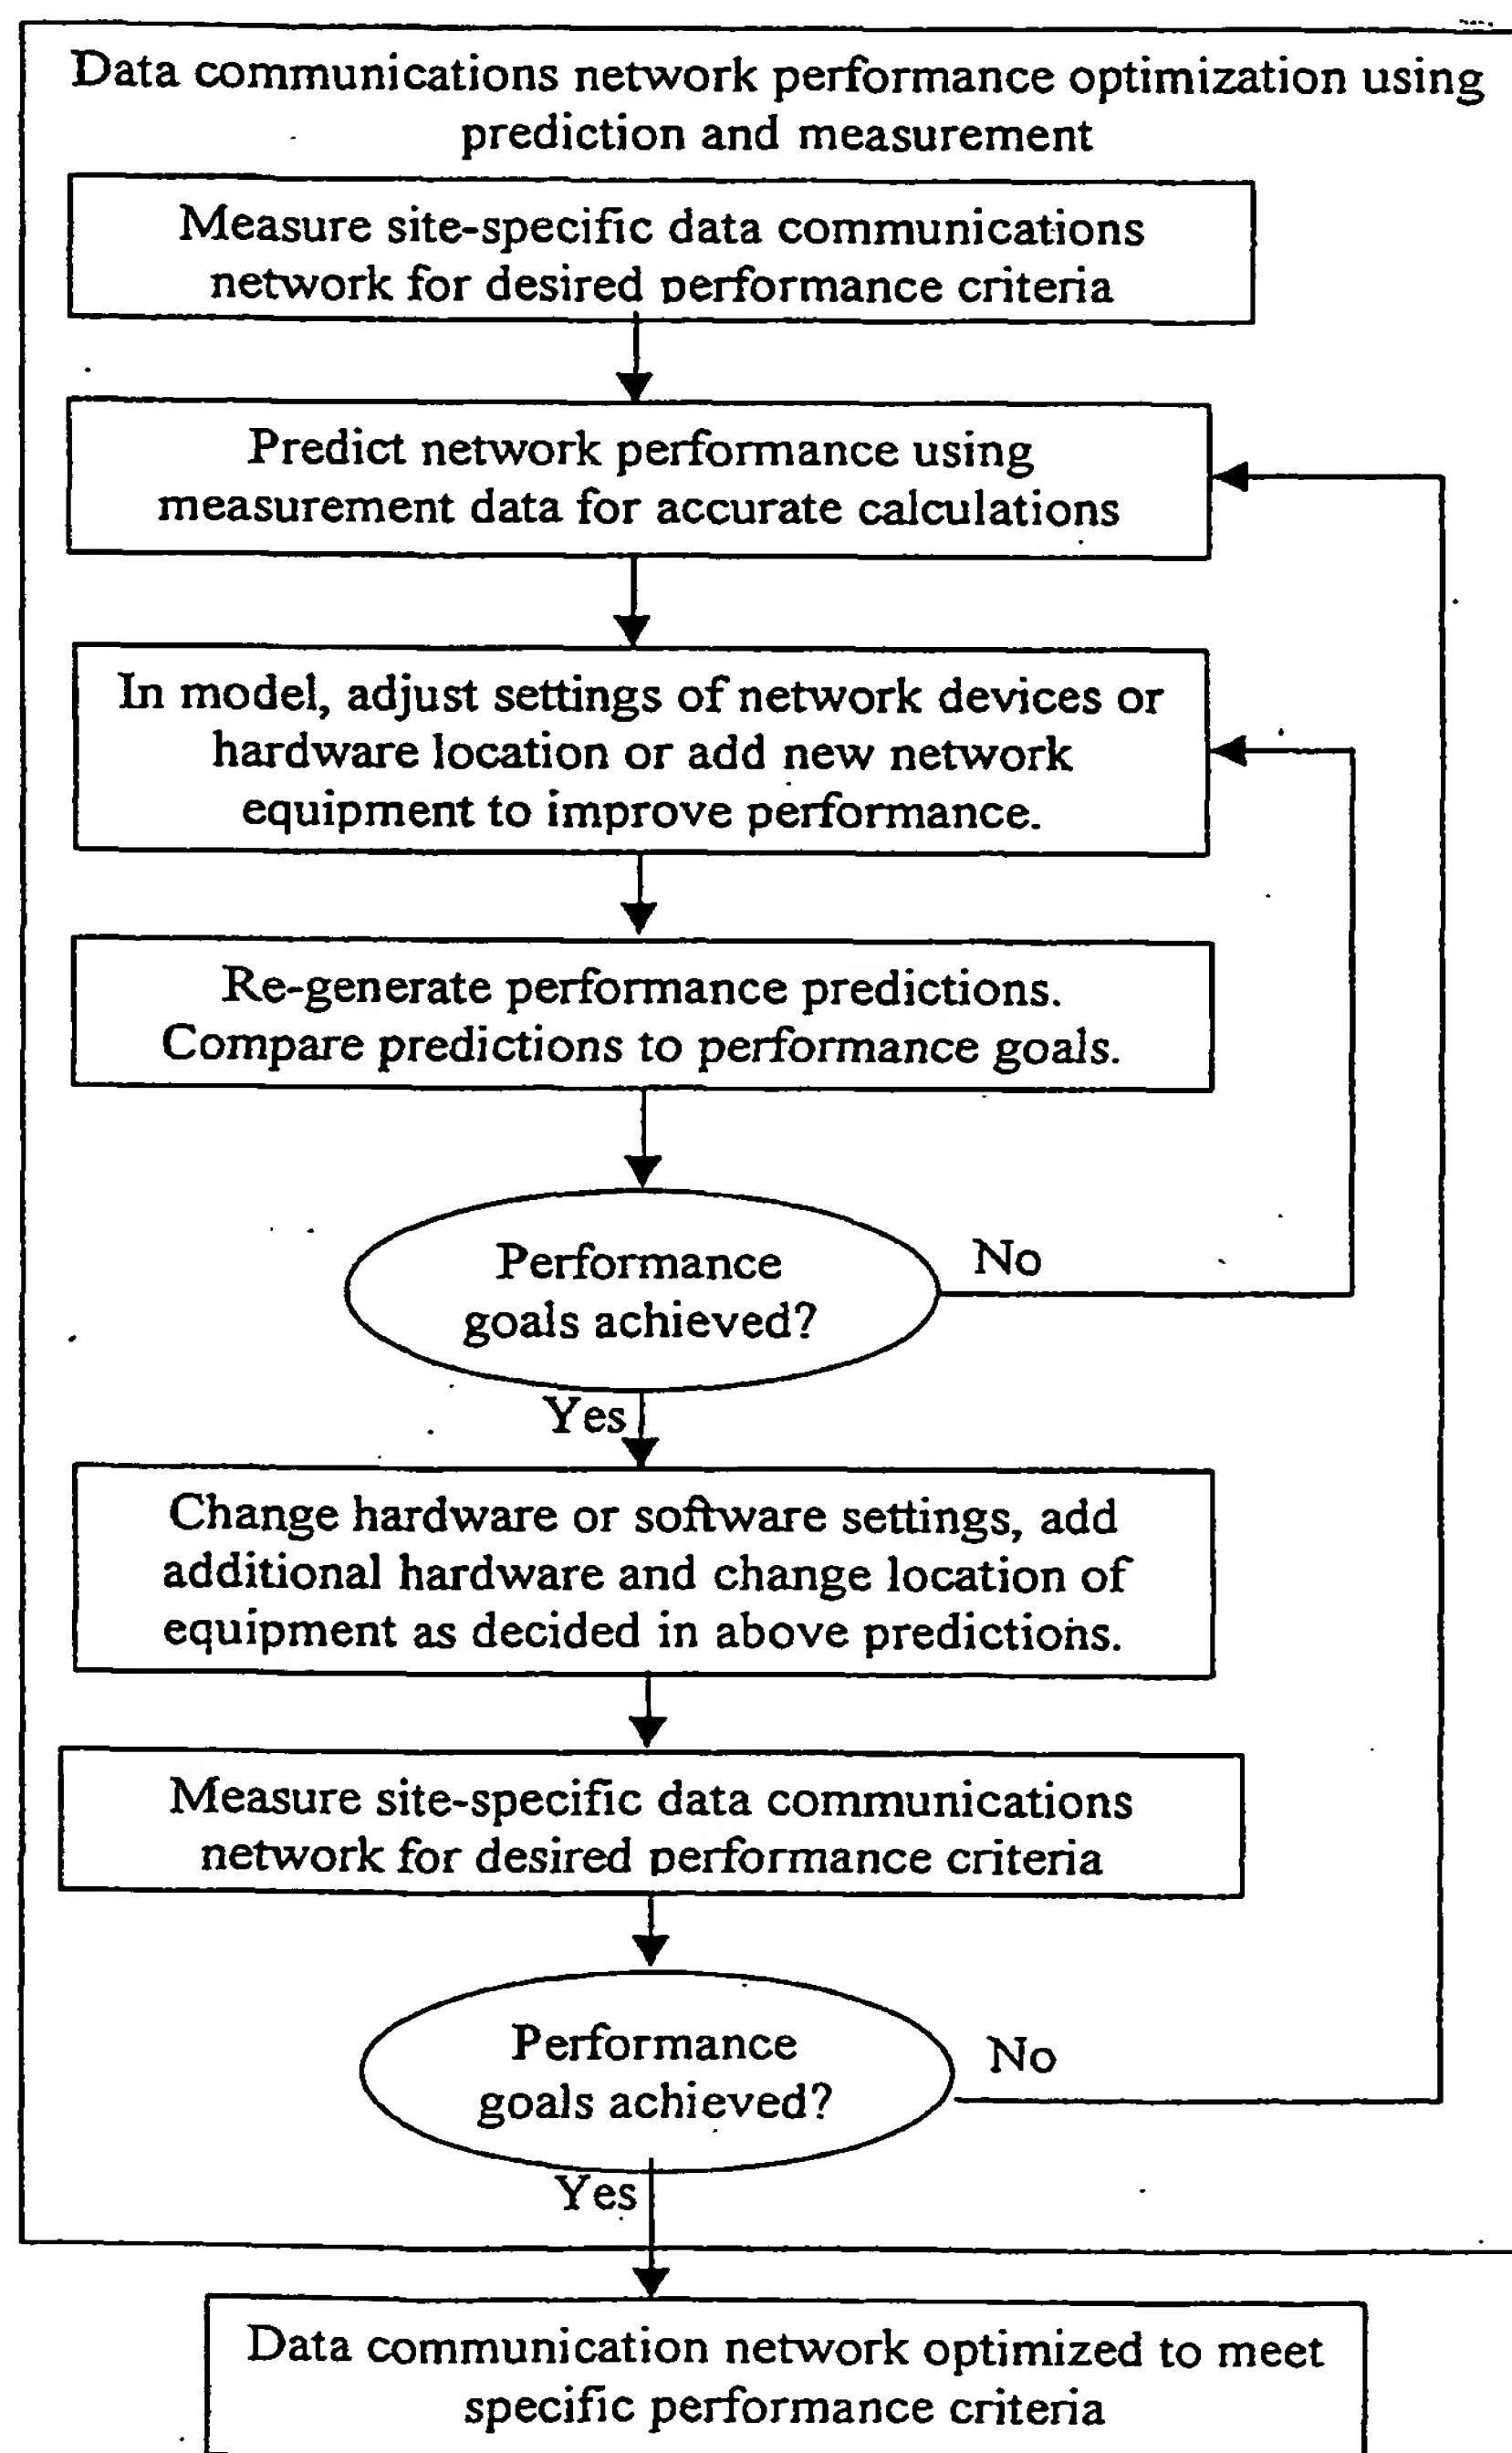 Data communications network performance optimization using
prediction and measurement
Measure site-specific data communications
network for desired performance criteria
Predict network performance using
measurement data for accurate calculations
In model, adjust settings of network devices or
hardware location or add new network
equipment to improve performance.
Re-generate performance predictions.
Compare predictions to performance goals.
Performance
goals achieved?
No
Yes
Change hardware or software settings, add
additional hardware and change location of
equipment as decided in above predictions.
Measure site-specific data communications
network for desired performance criteria
Performance
goals achieved?
No
Yes
Data communication network optimized to meet
specific performance criteria